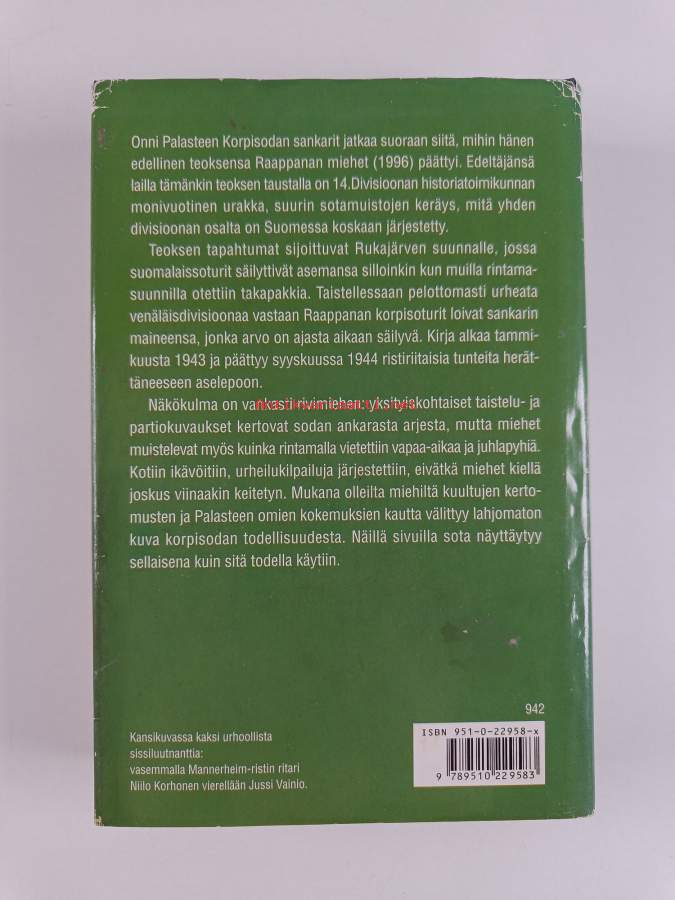 Onni Palasteen Korpisodan sankarit jatkaa suoraan siitä, mihin hänen
edellinen teoksensa Raappanan miehet (1996) päättyi. Edeltäjänsä
lailla tämänkin teoksen taustalla on 14.Divisioonan historiatoimikunnan
monivuotinen urakka, suurin sotamuistojen keräys, mitä yhden
divisioonan osalta on Suomessa koskaan järjestetty.
Teoksen tapahtumat sijoittuvat Rukajärven suunnalle, jossa
suomalaissoturit säilyttivät asemansa silloinkin kun muilla rintama-
suunnilla otettiin takapakkia. Taistellessaan pelottomasti urheata
venäläisdivisioonaa vastaan Raappanan korpisoturit loivat sankarin
maineensa, jonka arvo on ajasta aikaan säilyvä. Kirja alkaa tammi-
kuusta 1943 ja päättyy syyskuussa 1944 ristiriitaisia tunteita herät-
täneeseen aselepoon.
Näkökulma on vankasti rivimiehen: yksityiskohtaiset taistelu- ja
partiokuvaukset kertovat sodan ankarasta arjesta, mutta miehet
muistelevat myös kuinka rintamalla vietettiin vapaa-aikaa ja juhlapyhiä.
Kotiin ikävöitiin, urheilukilpailuja järjestettiin, eivätkä miehet kiellä
joskus viinaakin keitetyn. Mukana olleilta miehiltä kuultujen kerto-
musten ja Palasteen omien kokemuksien kautta välittyy lahjomaton
kuva korpisodan todellisuudesta. Näillä sivuilla sota näyttäytyy
sellaisena kuin sitä todella käytiin.
942
Kansikuvassa kaksi urhoollista
sissiluutnanttia:
vasemmalla Mannerheim-ristin ritari
Niilo Korhonen vierellään Jussi Vainio.
ISBN 951-0-22958-x
9 789510 229583